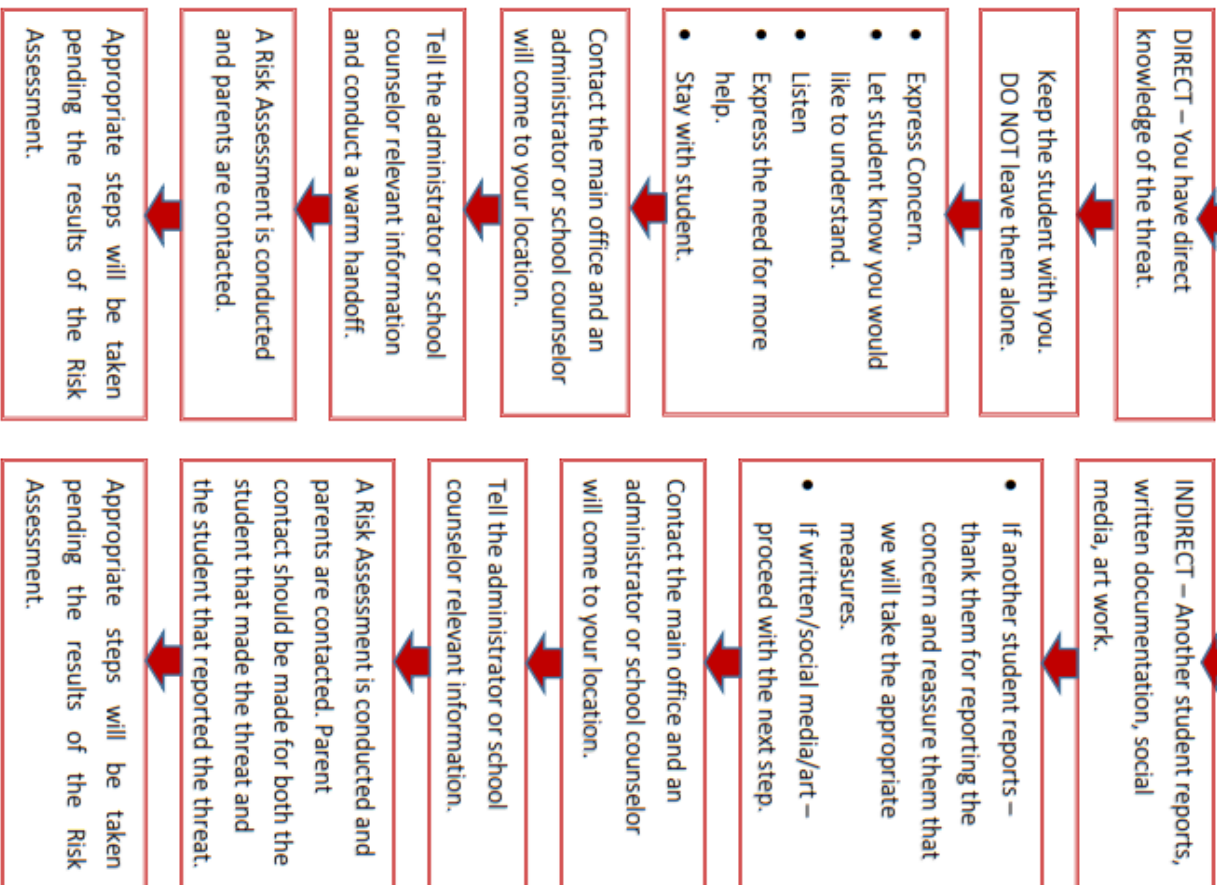 DIRECT – You have direct
knowledge of the threat.
Keep the student with you.
DO NOT leave them alone.
• Express Concern.
• Let student know you would
like to understand.
• Listen
• Express the need for more
help.
• Stay with student.
Contact the main office and an
administrator or school counselor
will come to your location.
Tell the administrator or school
counselor relevant information
and conduct a warm handoff.
A Risk Assessment is conducted
and parents are contacted.
Appropriate steps will be taken
pending the results of the Risk
Assessment.
INDIRECT – Another student reports,
written documentation, social
media, art work.
• If another student reports –
thank them for reporting the
concern and reassure them that
we will take the appropriate
measures.
• If written/social media/art –
proceed with the next step.
Contact the main office and an
administrator or school counselor
will come to your location.
Tell the administrator or school
counselor relevant information.
A Risk Assessment is conducted and
parents are contacted. Parent
contact should be made for both the
student that made the threat and
the student that reported the threat.
Appropriate steps will be taken
pending the results of the Risk
Assessment.